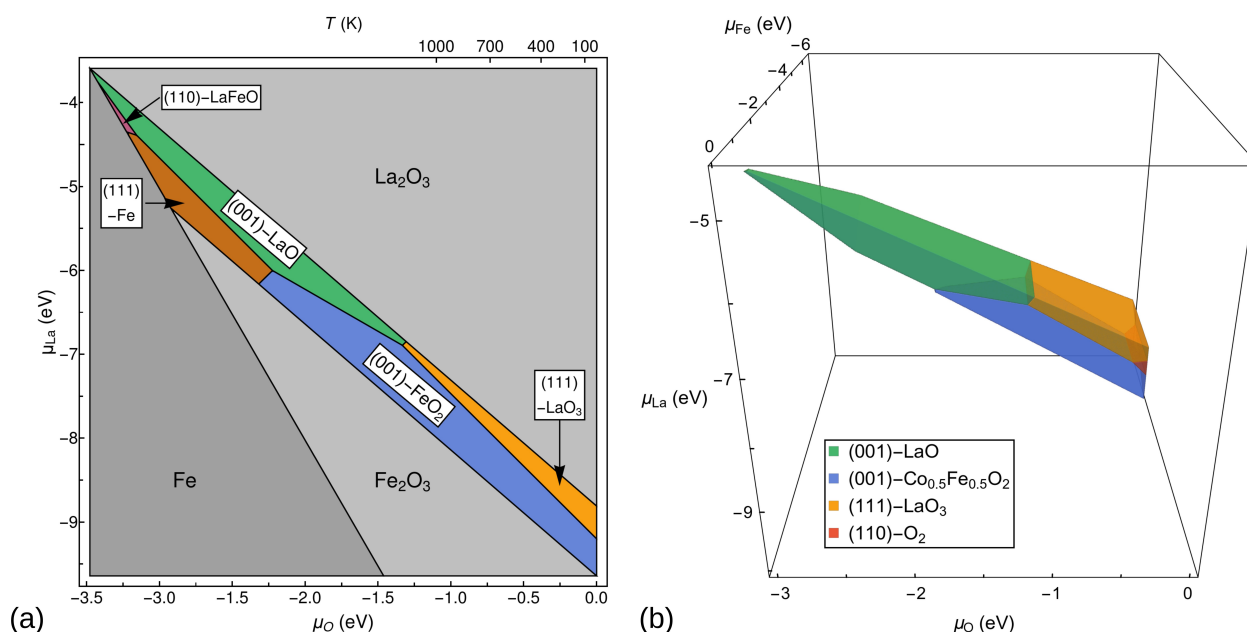 T (K)
1000 700 400 100
(110)−LaFeO
La₂O₃
(111)
−Fe
(001)−LaO
(001)−FeO₂
(111)
−LaO₃
Fe
Fe₂O₃
−4
−5
−6
−7
−8
−9
μLa (eV)
−3.5 −3.0 −2.5 −2.0 −1.5 −1.0 −0.5 0.0
μO (eV)
(a)
μFe (eV)
−6
−4
−2
0
−5
−7
−9
μLa (eV)
(001)−LaO
(001)−Co₀.₅Fe₀.₅O₂
(111)−LaO₃
(110)−O₂
−3 −2 −1 0
μO (eV)
(b)